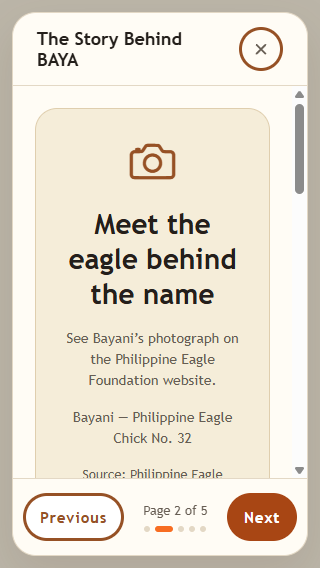 The Story Behind
BAYA
Meet the
eagle behind
the name
See Bayani’s photograph on
the Philippine Eagle
Foundation website.
Bayani — Philippine Eagle
Chick No. 32
Source: Philippine Eagle
Previous
Page 2 of 5
Next